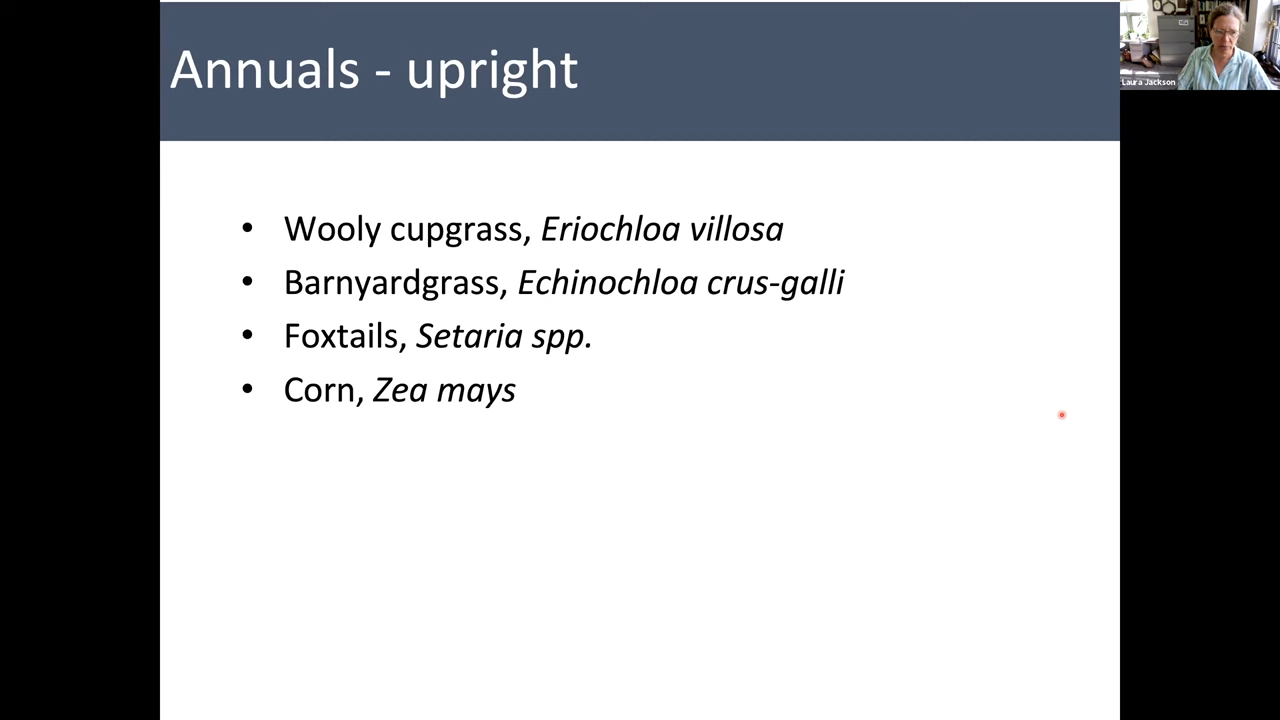 Annuals - upright
• Wooly cupgrass, Eriochloa villosa
• Barnyardgrass, Echinochloa crus-galli
• Foxtails, Setaria spp.
• Corn, Zea mays
Laura Jackson